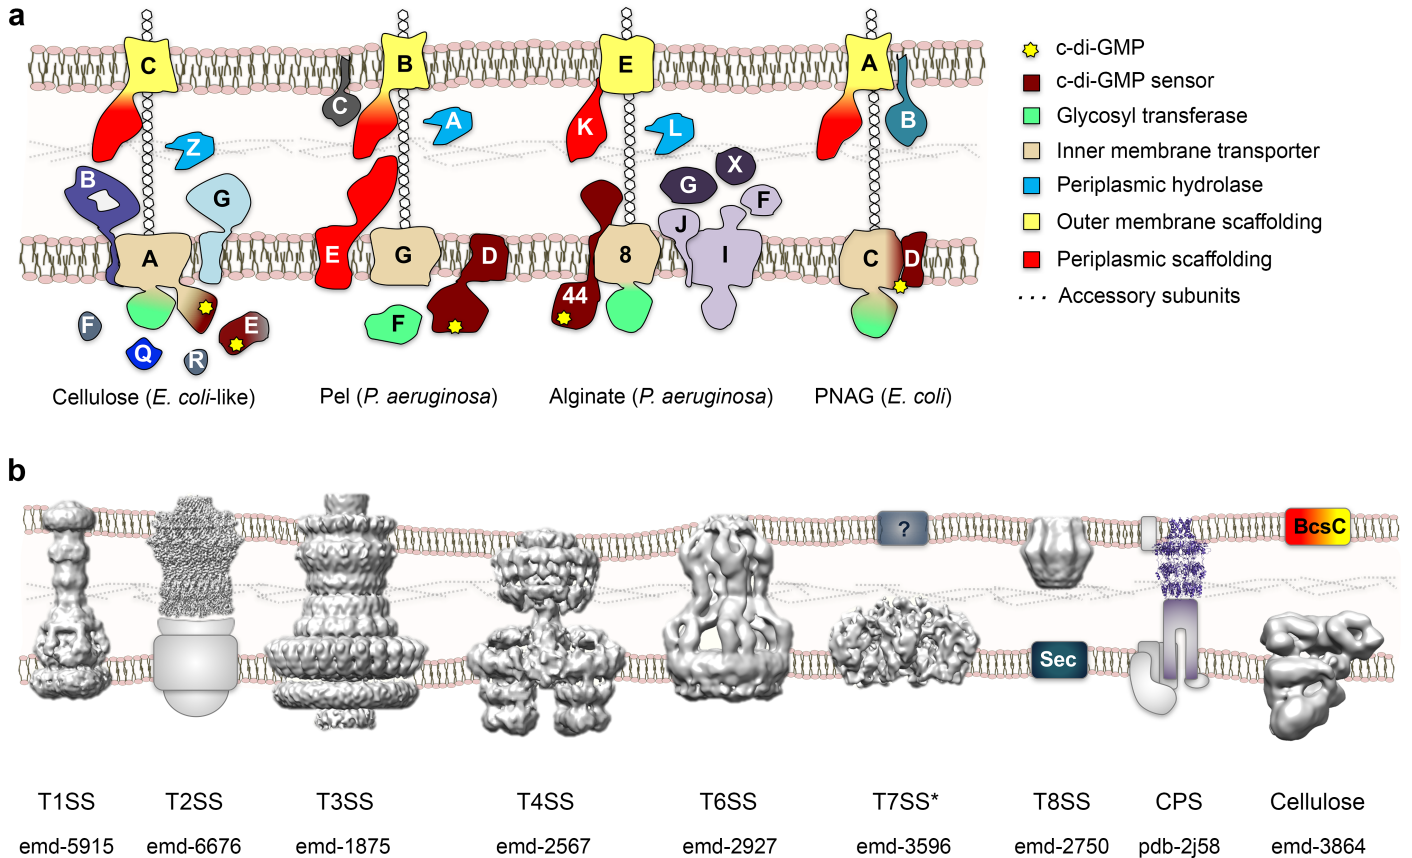 a
C
B
E
A
C
K
B
Z
A
L
B
G
G
X
J
F
A
E
G
D
8
I
C
D
44
F
E
Q
R
F
Cellulose (E. coli-like)
Pel (P. aeruginosa)
Alginate (P. aeruginosa)
PNAG (E. coli)
c-di-GMP
c-di-GMP sensor
Glycosyl transferase
Inner membrane transporter
Periplasmic hydrolase
Outer membrane scaffolding
Periplasmic scaffolding
Accessory subunits
b
?
BcsC
Sec
T1SS
T2SS
T3SS
T4SS
T6SS
T7SS*
T8SS
CPS
Cellulose
emd-5915
emd-6676
emd-1875
emd-2567
emd-2927
emd-3596
emd-2750
pdb-2j58
emd-3864